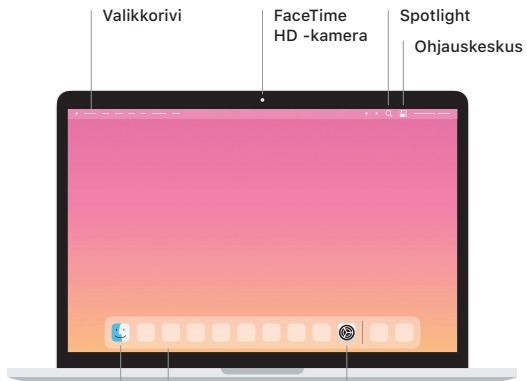 Valikkorivi
FaceTime
HD -kamera
Spotlight
Ohjauskeskus